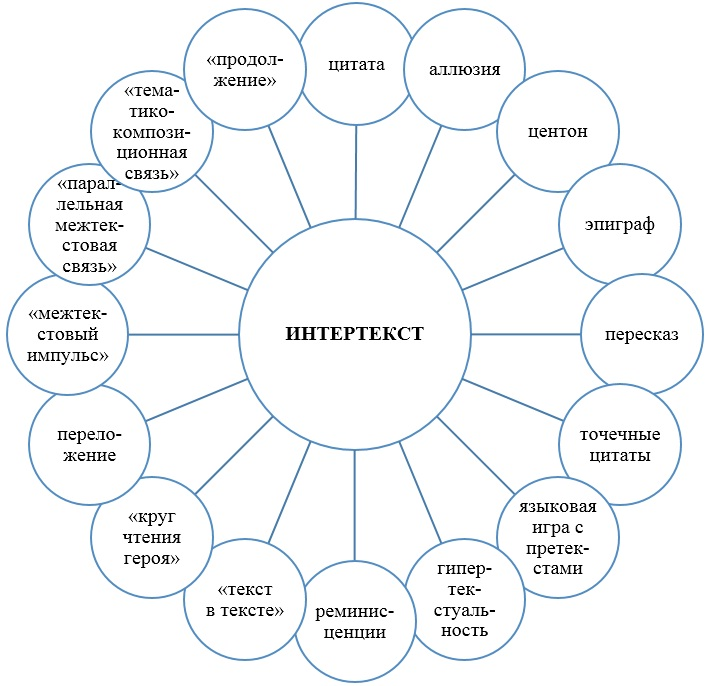 цитата
аллюзия
центон
эпиграф
пересказ
точечные
цитаты
языковая
игра с
претек-
стами
гипер-
тек-
стуаль-
ность
реминис-
ценции
«текст
в тексте»
«круг
чтения
героя»
перело-
жение
«межтек-
стовый
импульс»
«парал-
лельная
межтек-
стовая
связь»
«тема-
тико-
компози-
ционная
связь»
«продол-
жение»
ИНТЕРТЕКСТ